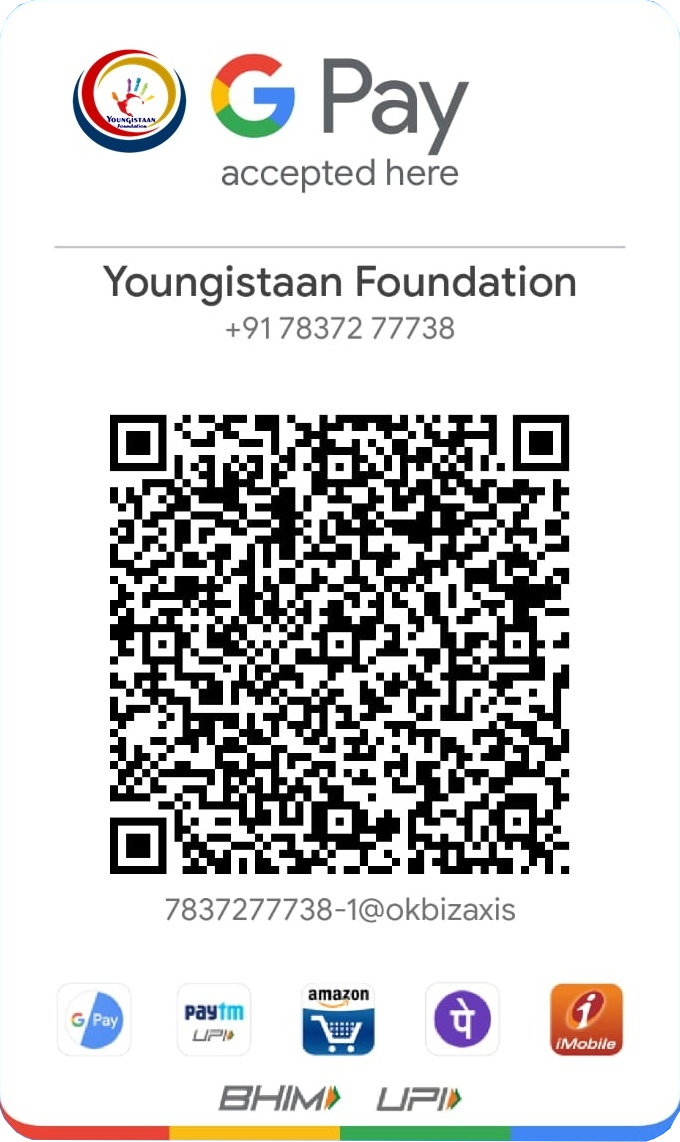 YOUNGISTAAN
Foundation
G Pay
accepted here
Youngistaan Foundation
+91 78372 77738
7837277738-1@okbizaxis
G Pay
paytm
UPI
amazon
पे
i
iMobile
BHIM UPI